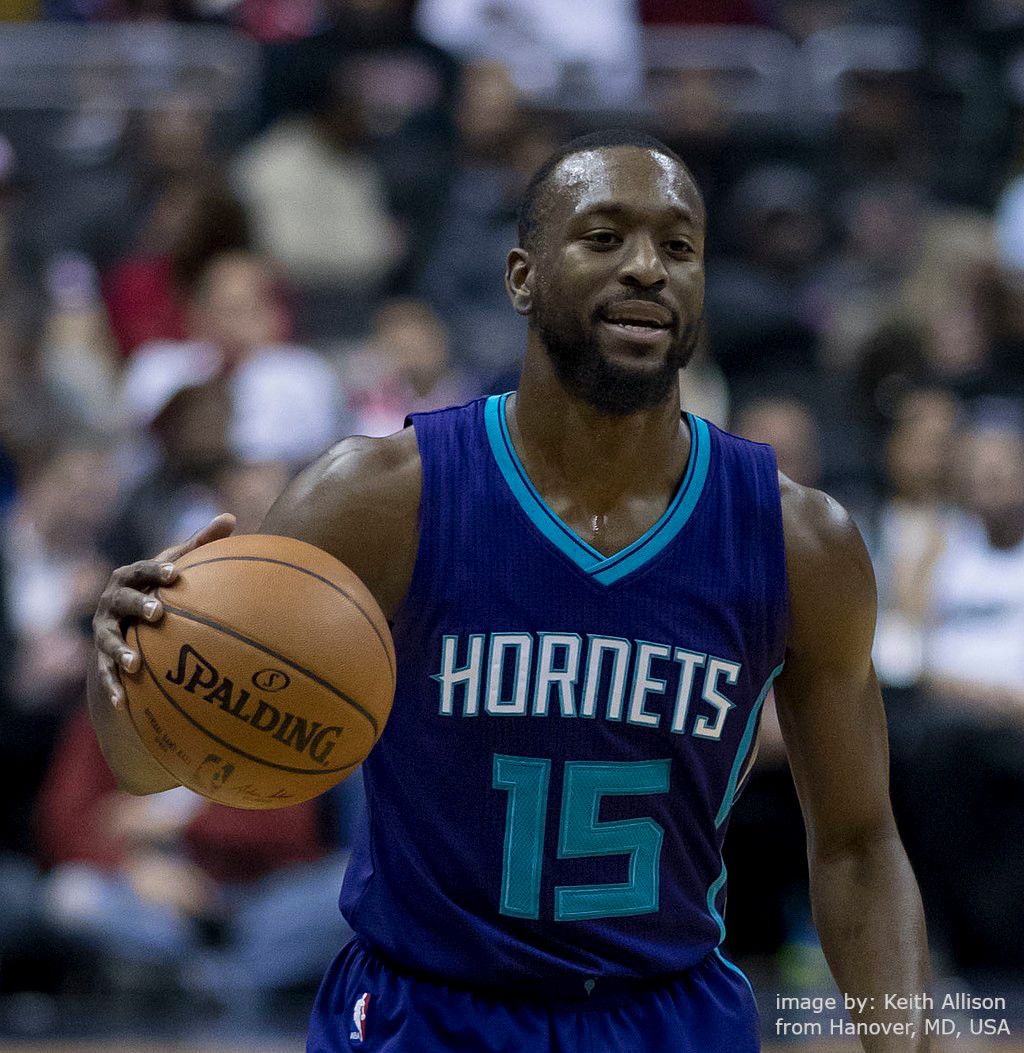 HORNETS
15
SPALDING
image by: Keith Allison
from Hanover, MD, USA